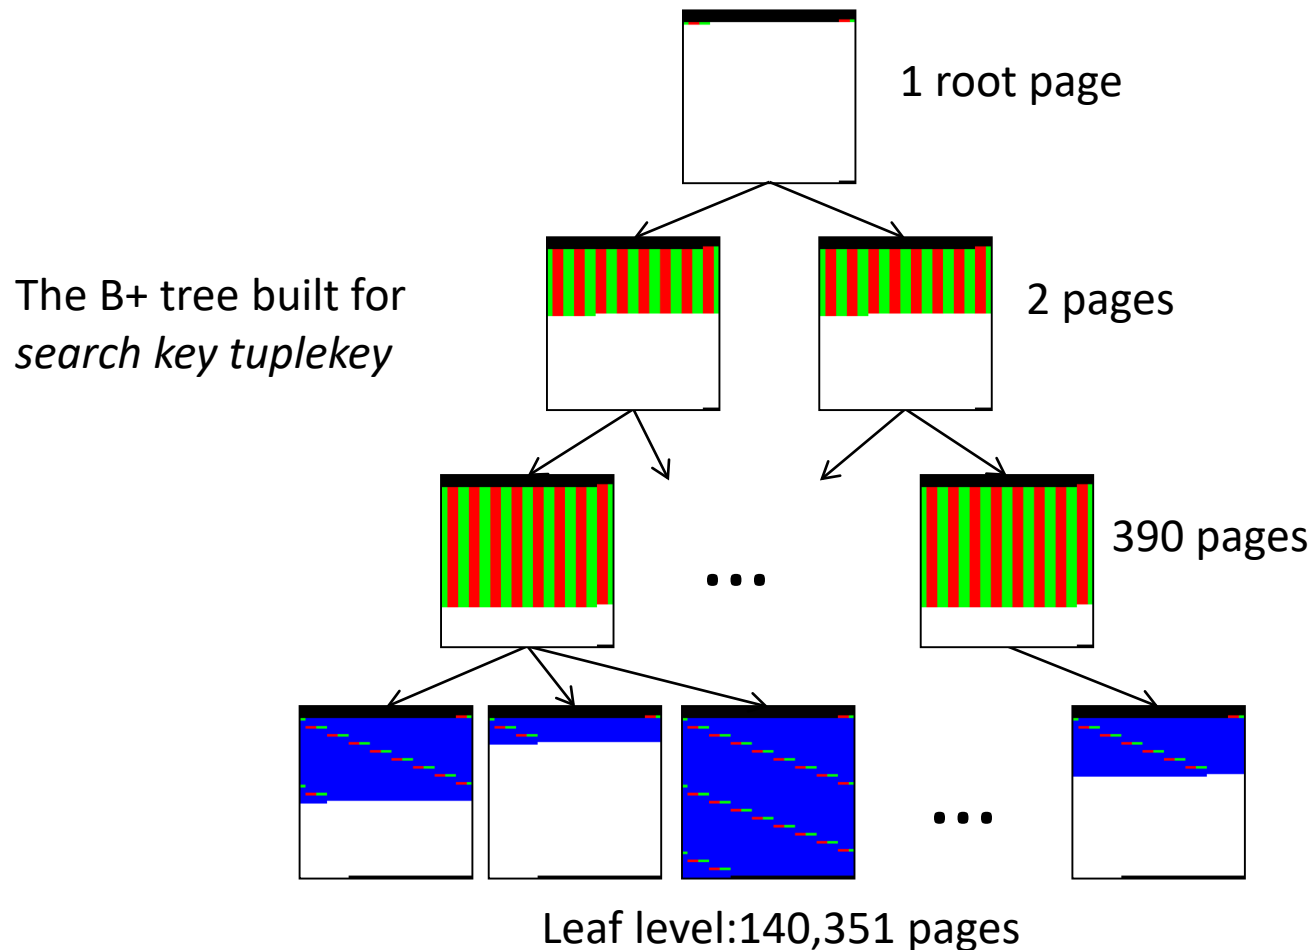 1 root page
The B+ tree built for
search key tuplekey
2 pages
390 pages
...
...
Leaf level:140,351 pages